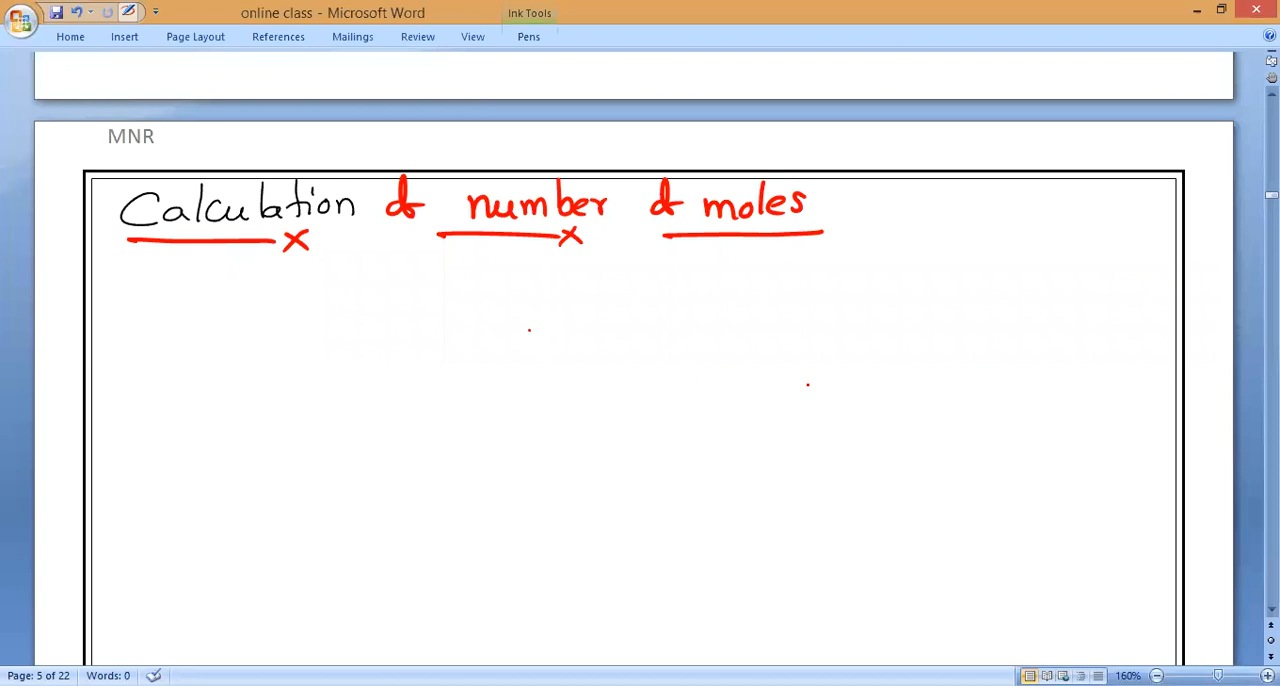 online class - Microsoft Word
Ink Tools
Home Insert Page Layout References Mailings Review View Pens
MNR
Calculation of number of moles
Page: 5 of 22 Words: 0 160%